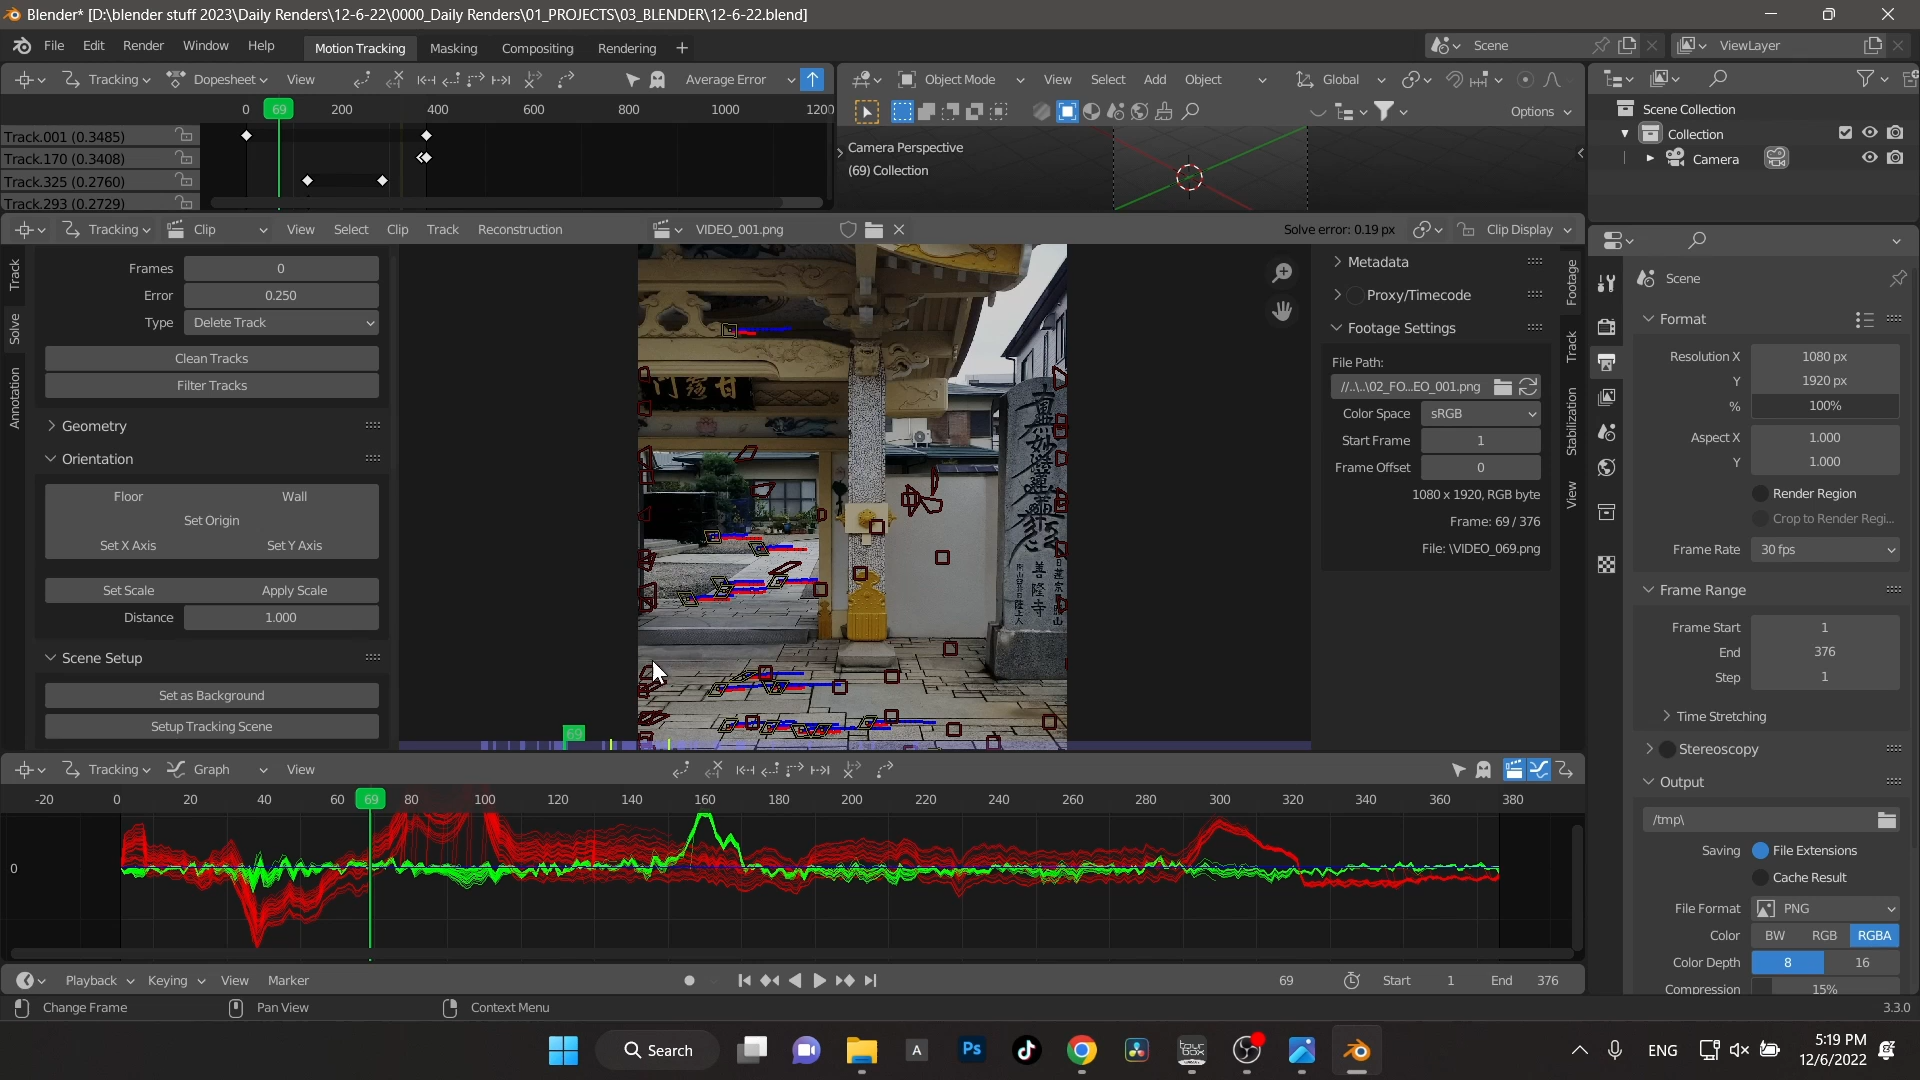 Blender* [D:\blender stuff 2023\Daily Renders\12-6-22\0000_Daily Renders\01_PROJECTS\03_BLENDER\12-6-22.blend]
File Edit Render Window Help Motion Tracking Masking Compositing Rendering + Scene ViewLayer
Tracking Dopesheet View Average Error
0 69 200 400 600 800 1000 1200
Track.001 (0.3485)
Track.170 (0.3408)
Track.325 (0.2760)
Track.293 (0.2729)
Object Mode View Select Add Object Global
Options
Camera Perspective
(69) Collection
Scene Collection
Collection
Camera
Tracking Clip View Select Clip Track Reconstruction VIDEO_001.png Solve error: 0.19 px Clip Display
Track
Solve
Annotation
Frames 0
Error 0.250
Type Delete Track
Clean Tracks
Filter Tracks
Geometry
Orientation
Floor Wall
Set Origin
Set X Axis Set Y Axis
Set Scale Apply Scale
Distance 1.000
Scene Setup
Set as Background
Setup Tracking Scene
69
善隆寺
Metadata
Proxy/Timecode
Footage Settings
File Path:
//..\..\02_FO...EO_001.png
Color Space sRGB
Start Frame 1
Frame Offset 0
1080 x 1920, RGB byte
Frame: 69 / 376
File: \VIDEO_069.png
Footage
Track
Stabilization
View
Scene
Format
Resolution X 1080 px
Y 1920 px
% 100%
Aspect X 1.000
Y 1.000
Render Region
Crop to Render Regi...
Frame Rate 30 fps
Frame Range
Frame Start 1
End 376
Step 1
Time Stretching
Stereoscopy
Output
/tmp\
Saving File Extensions
Cache Result
File Format PNG
Color BW RGB RGBA
Color Depth 8 16
Compression 15%
Tracking Graph View
-20 0 20 40 60 69 80 100 120 140 160 180 200 220 240 260 280 300 320 340 360 380
0
Playback Keying View Marker 69 Start 1 End 376
Change Frame Pan View Context Menu 3.3.0
Search A Ps ENG 5:19 PM
12/6/2022